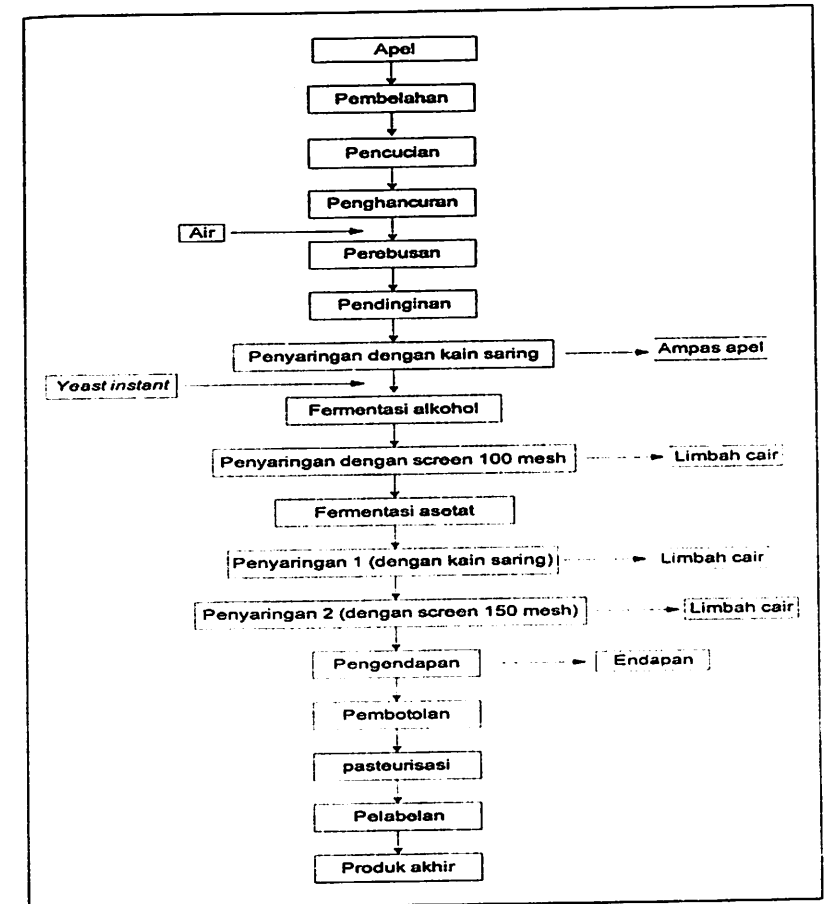 Apel
Pembelahan
Pencucian
Penghancuran
Air
Perebusan
Pendinginan
Penyaringan dengan kain saring
Ampas apel
Yeast instant
Fermentasi alkohol
Penyaringan dengan screen 100 mesh
Limbah cair
Fermentasi asetat
Penyaringan 1 (dengan kain saring)
Limbah cair
Penyaringan 2 (dengan screen 150 mesh)
Limbah cair
Pengendapan
Endapan
Pembotolan
pasteurisasi
Pelabelan
Produk akhir